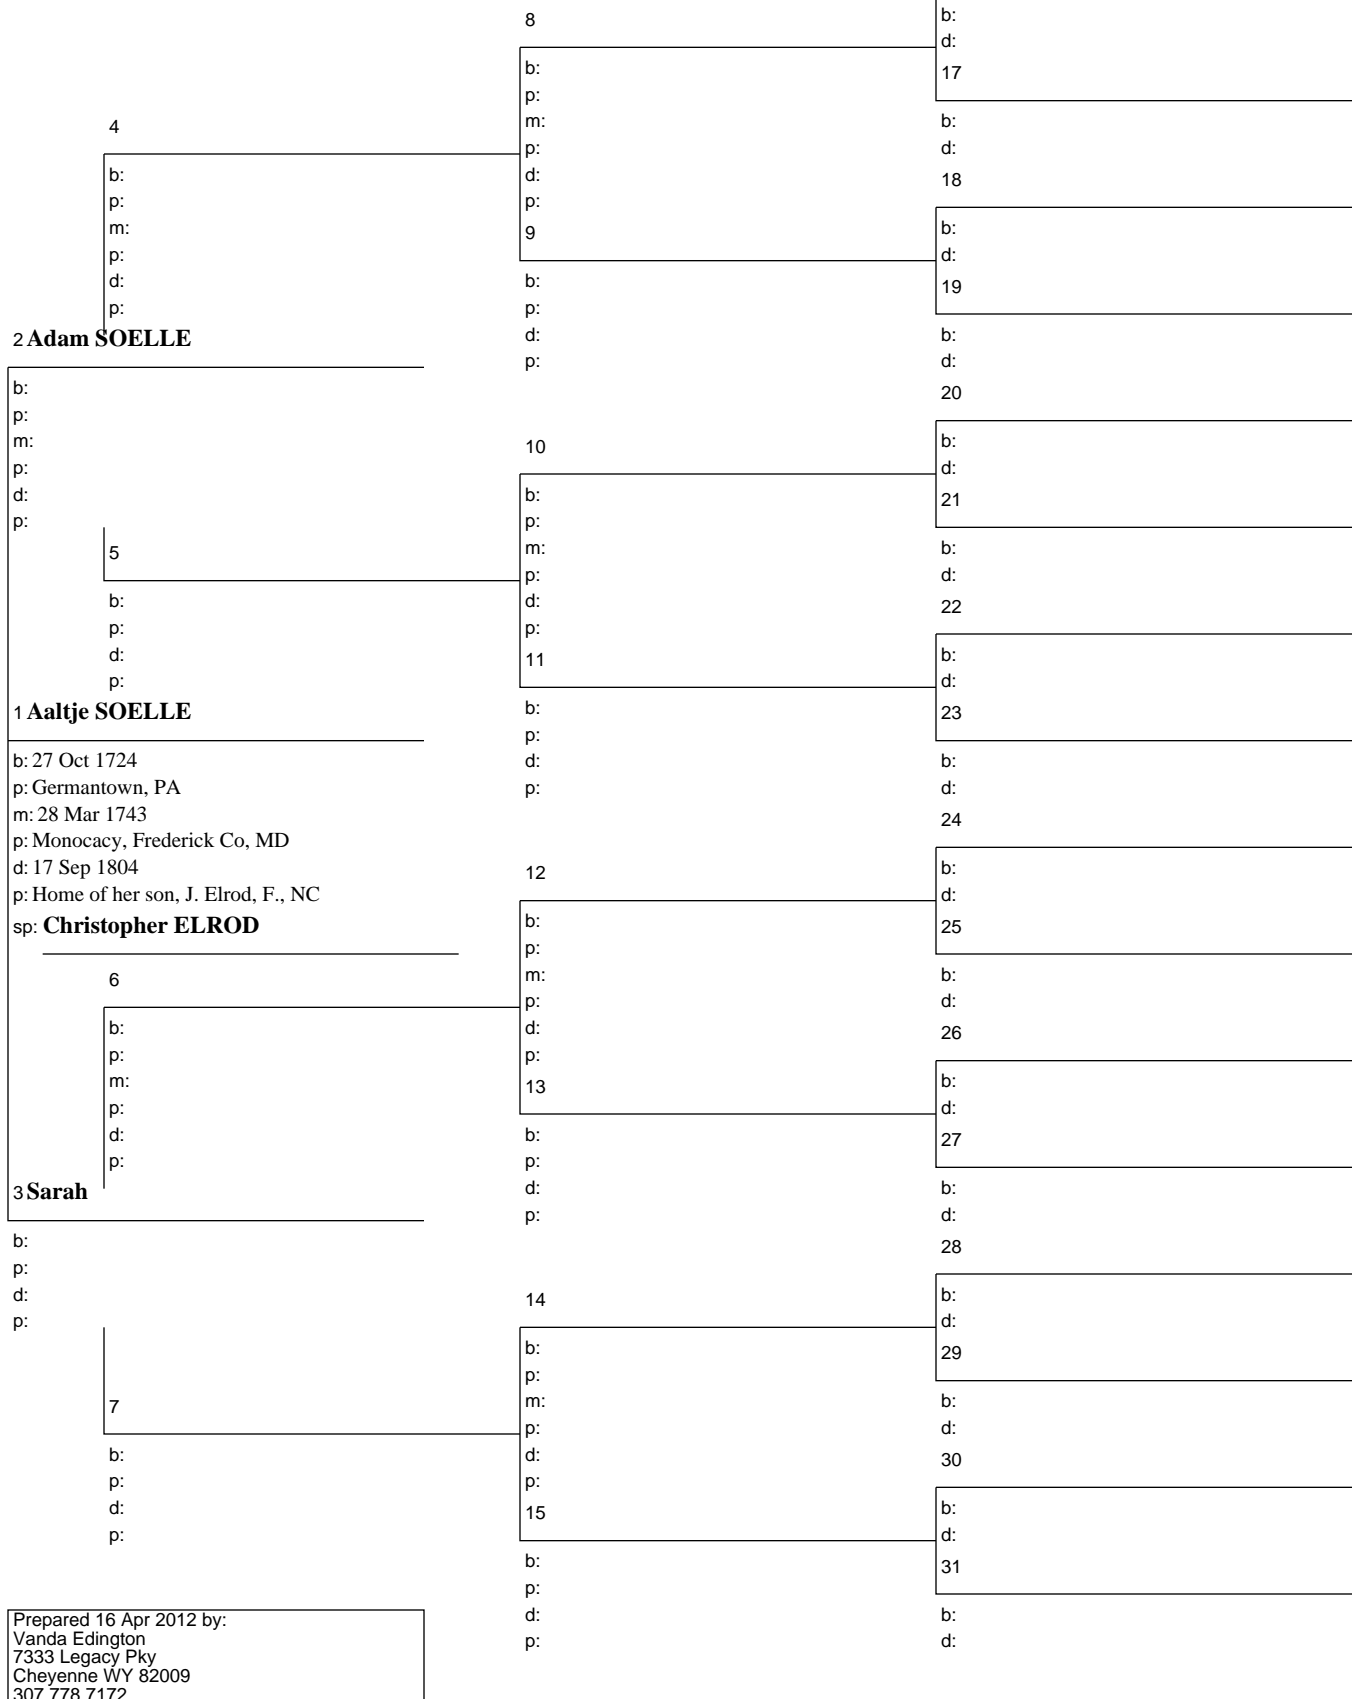 8
b:
p:
m:
p:
d:
p:
9
b:
p:
d:
p:
b:
d:
17
b:
d:
18
b:
d:
19
b:
d:
4
b:
p:
m:
p:
d:
p:
2 Adam SOELLE
b:
p:
m:
p:
d:
p:
5
b:
p:
d:
p:
10
b:
p:
m:
p:
d:
p:
11
b:
p:
d:
p:
20
b:
d:
21
b:
d:
22
b:
d:
23
b:
d:
1 Aaltje SOELLE
b: 27 Oct 1724
p: Germantown, PA
m: 28 Mar 1743
p: Monocacy, Frederick Co, MD
d: 17 Sep 1804
p: Home of her son, J. Elrod, F., NC
sp: Christopher ELROD
6
b:
p:
m:
p:
d:
p:
12
b:
p:
m:
p:
d:
p:
13
b:
p:
d:
p:
24
b:
d:
25
b:
d:
26
b:
d:
27
b:
d:
3 Sarah
b:
p:
d:
p:
7
b:
p:
d:
p:
14
b:
p:
m:
p:
d:
p:
15
b:
p:
d:
p:
28
b:
d:
29
b:
d:
30
b:
d:
31
b:
d:
Prepared 16 Apr 2012 by:
Vanda Edington
7333 Legacy Pky
Cheyenne WY 82009
307 778 7172